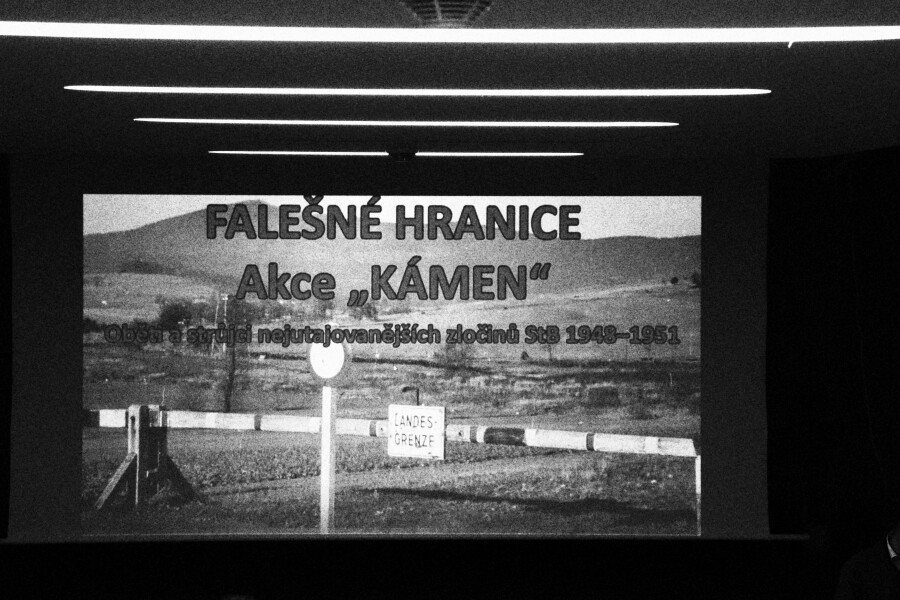 FALEŠNÉ HRANICE
Akce „KÁMEN“
Oběti a strůjci nejutajovanějších zločinů StB 1948–1951
LANDES-
GRENZE